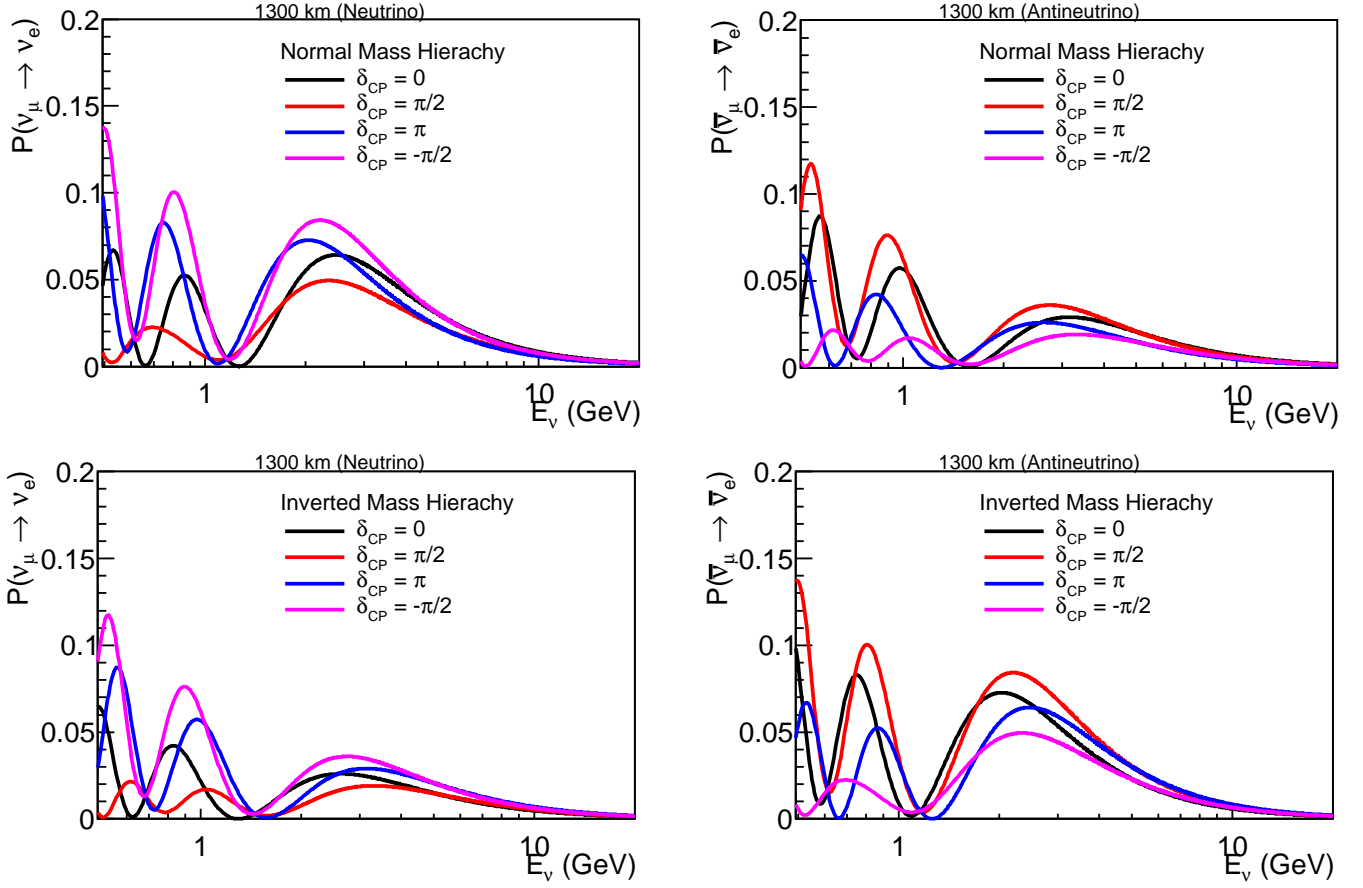 1300 km (Neutrino)
P(ν_μ → ν_e)
0.2
0.15
0.1
0.05
0
Normal Mass Hierachy
δ_CP = 0
δ_CP = π/2
δ_CP = π
δ_CP = -π/2
1
10
E_ν (GeV)
1300 km (Antineutrino)
P(ν̅_μ → ν̅_e)
0.2
0.15
0.1
0.05
0
Normal Mass Hierachy
δ_CP = 0
δ_CP = π/2
δ_CP = π
δ_CP = -π/2
1
10
E_ν (GeV)
1300 km (Neutrino)
P(ν_μ → ν_e)
0.2
0.15
0.1
0.05
0
Inverted Mass Hierachy
δ_CP = 0
δ_CP = π/2
δ_CP = π
δ_CP = -π/2
1
10
E_ν (GeV)
1300 km (Antineutrino)
P(ν̅_μ → ν̅_e)
0.2
0.15
0.1
0.05
0
Inverted Mass Hierachy
δ_CP = 0
δ_CP = π/2
δ_CP = π
δ_CP = -π/2
1
10
E_ν (GeV)